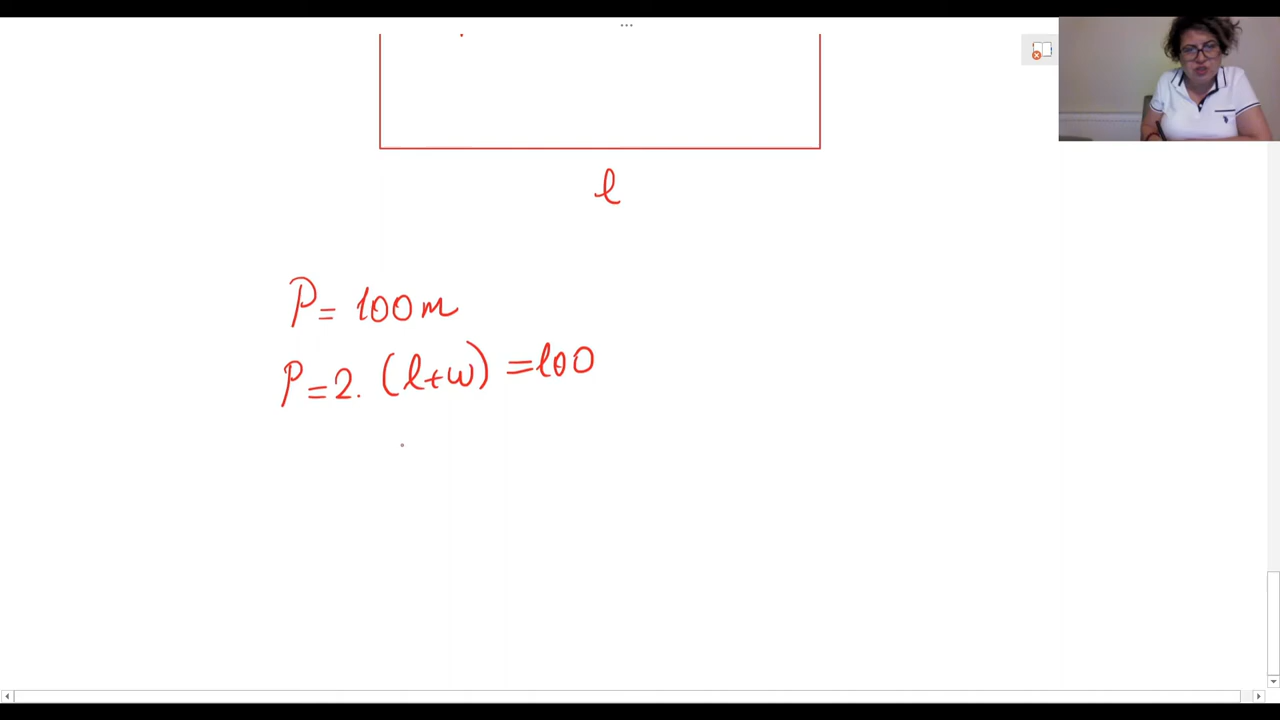 l
P = 100 m
P = 2. (l + w) = 100